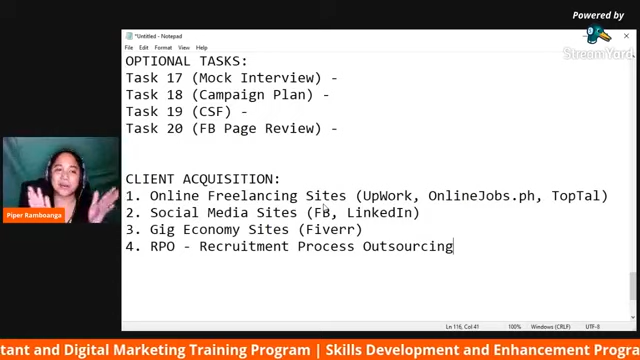 Powered by
StreamYard
*Untitled - Notepad
File Edit Format View Help
OPTIONAL TASKS:
Task 17 (Mock Interview) -
Task 18 (Campaign Plan) -
Task 19 (CSF) -
Task 20 (FB Page Review) -
CLIENT ACQUISITION:
1. Online Freelancing Sites (UpWork, OnlineJobs.ph, TopTal)
2. Social Media Sites (FB, LinkedIn)
3. Gig Economy Sites (Fiverr)
4. RPO - Recruitment Process Outsourcing
Piper Ramboanga
Ln 116, Col 41 100% Windows (CRLF) UTF-8
tant and Digital Marketing Training Program | Skills Development and Enhancement Progra